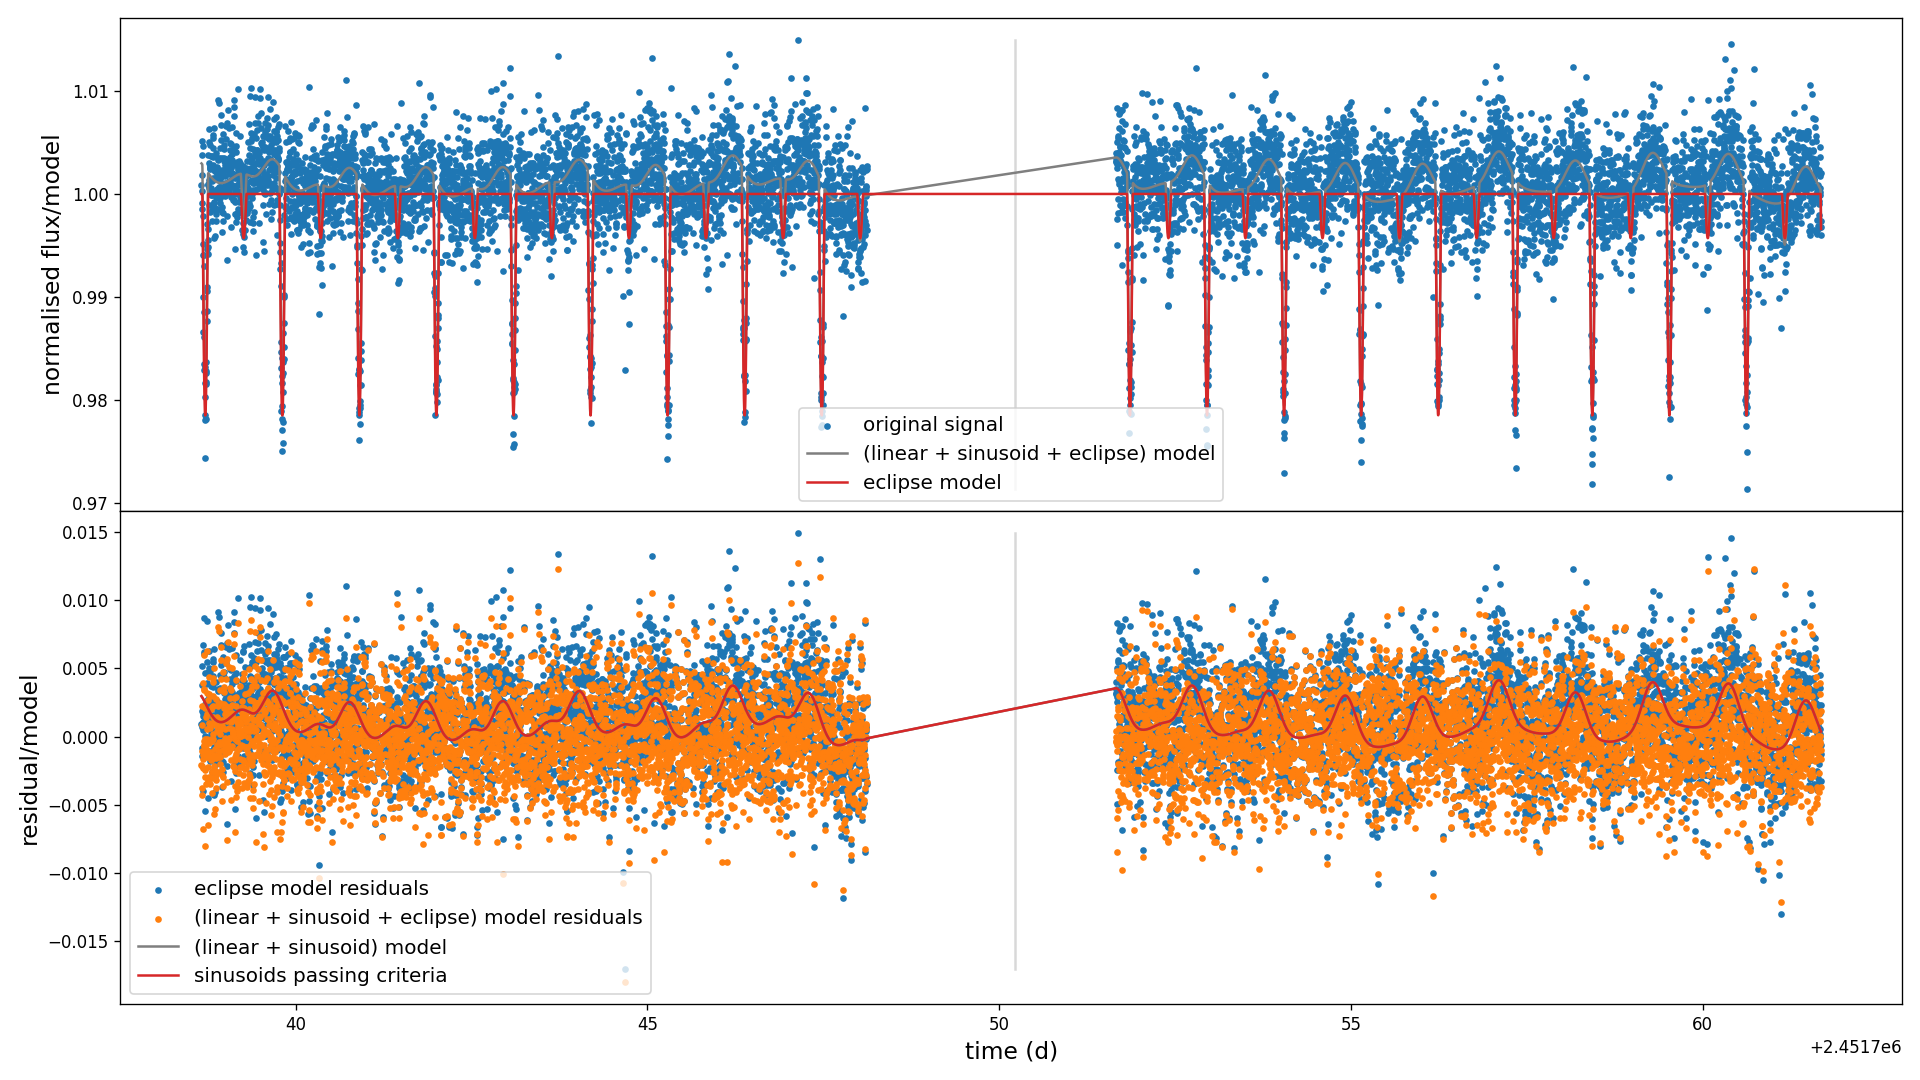 normalised flux/model
1.01
1.00
0.99
0.98
0.97
original signal
(linear + sinusoid + eclipse) model
eclipse model
residual/model
0.015
0.010
0.005
0.000
−0.005
−0.010
−0.015
eclipse model residuals
(linear + sinusoid + eclipse) model residuals
(linear + sinusoid) model
sinusoids passing criteria
40
45
50
55
60
time (d)
+2.4517e6